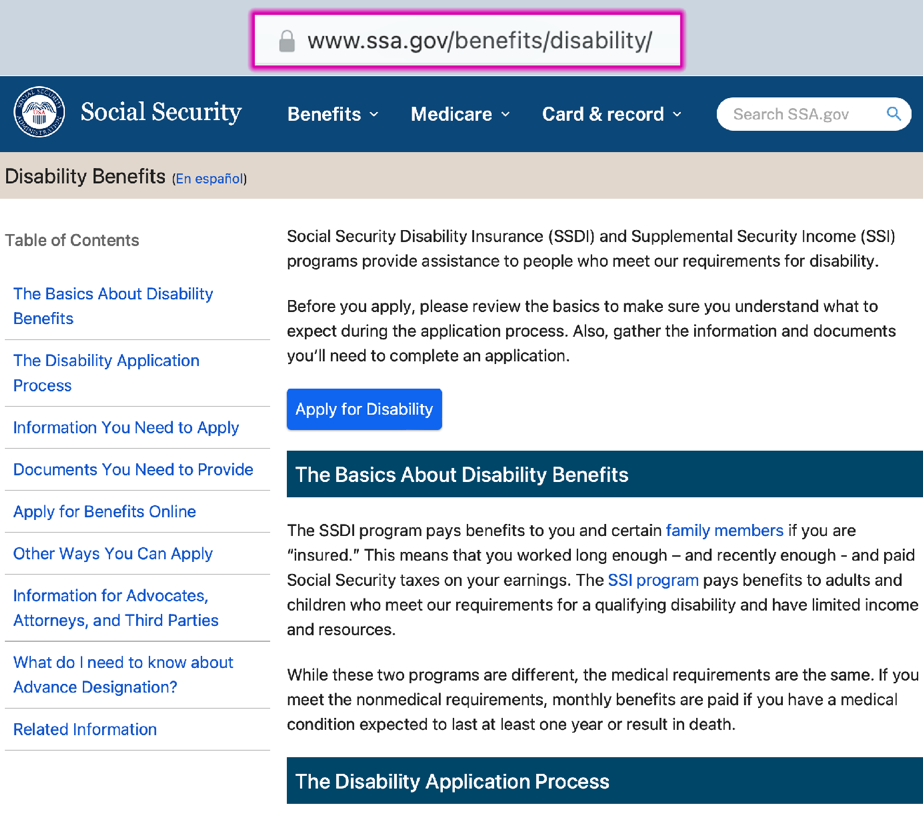 www.ssa.gov/benefits/disability/
Social Security
Benefits
Medicare
Card & record
Search SSA.gov
Disability Benefits (En español)
Table of Contents
The Basics About Disability
Benefits
The Disability Application
Process
Information You Need to Apply
Documents You Need to Provide
Apply for Benefits Online
Other Ways You Can Apply
Information for Advocates,
Attorneys, and Third Parties
What do I need to know about
Advance Designation?
Related Information
Social Security Disability Insurance (SSDI) and Supplemental Security Income (SSI)
programs provide assistance to people who meet our requirements for disability.
Before you apply, please review the basics to make sure you understand what to
expect during the application process. Also, gather the information and documents
you’ll need to complete an application.
Apply for Disability
The Basics About Disability Benefits
The SSDI program pays benefits to you and certain family members if you are
“insured.” This means that you worked long enough – and recently enough - and paid
Social Security taxes on your earnings. The SSI program pays benefits to adults and
children who meet our requirements for a qualifying disability and have limited income
and resources.
While these two programs are different, the medical requirements are the same. If you
meet the nonmedical requirements, monthly benefits are paid if you have a medical
condition expected to last at least one year or result in death.
The Disability Application Process